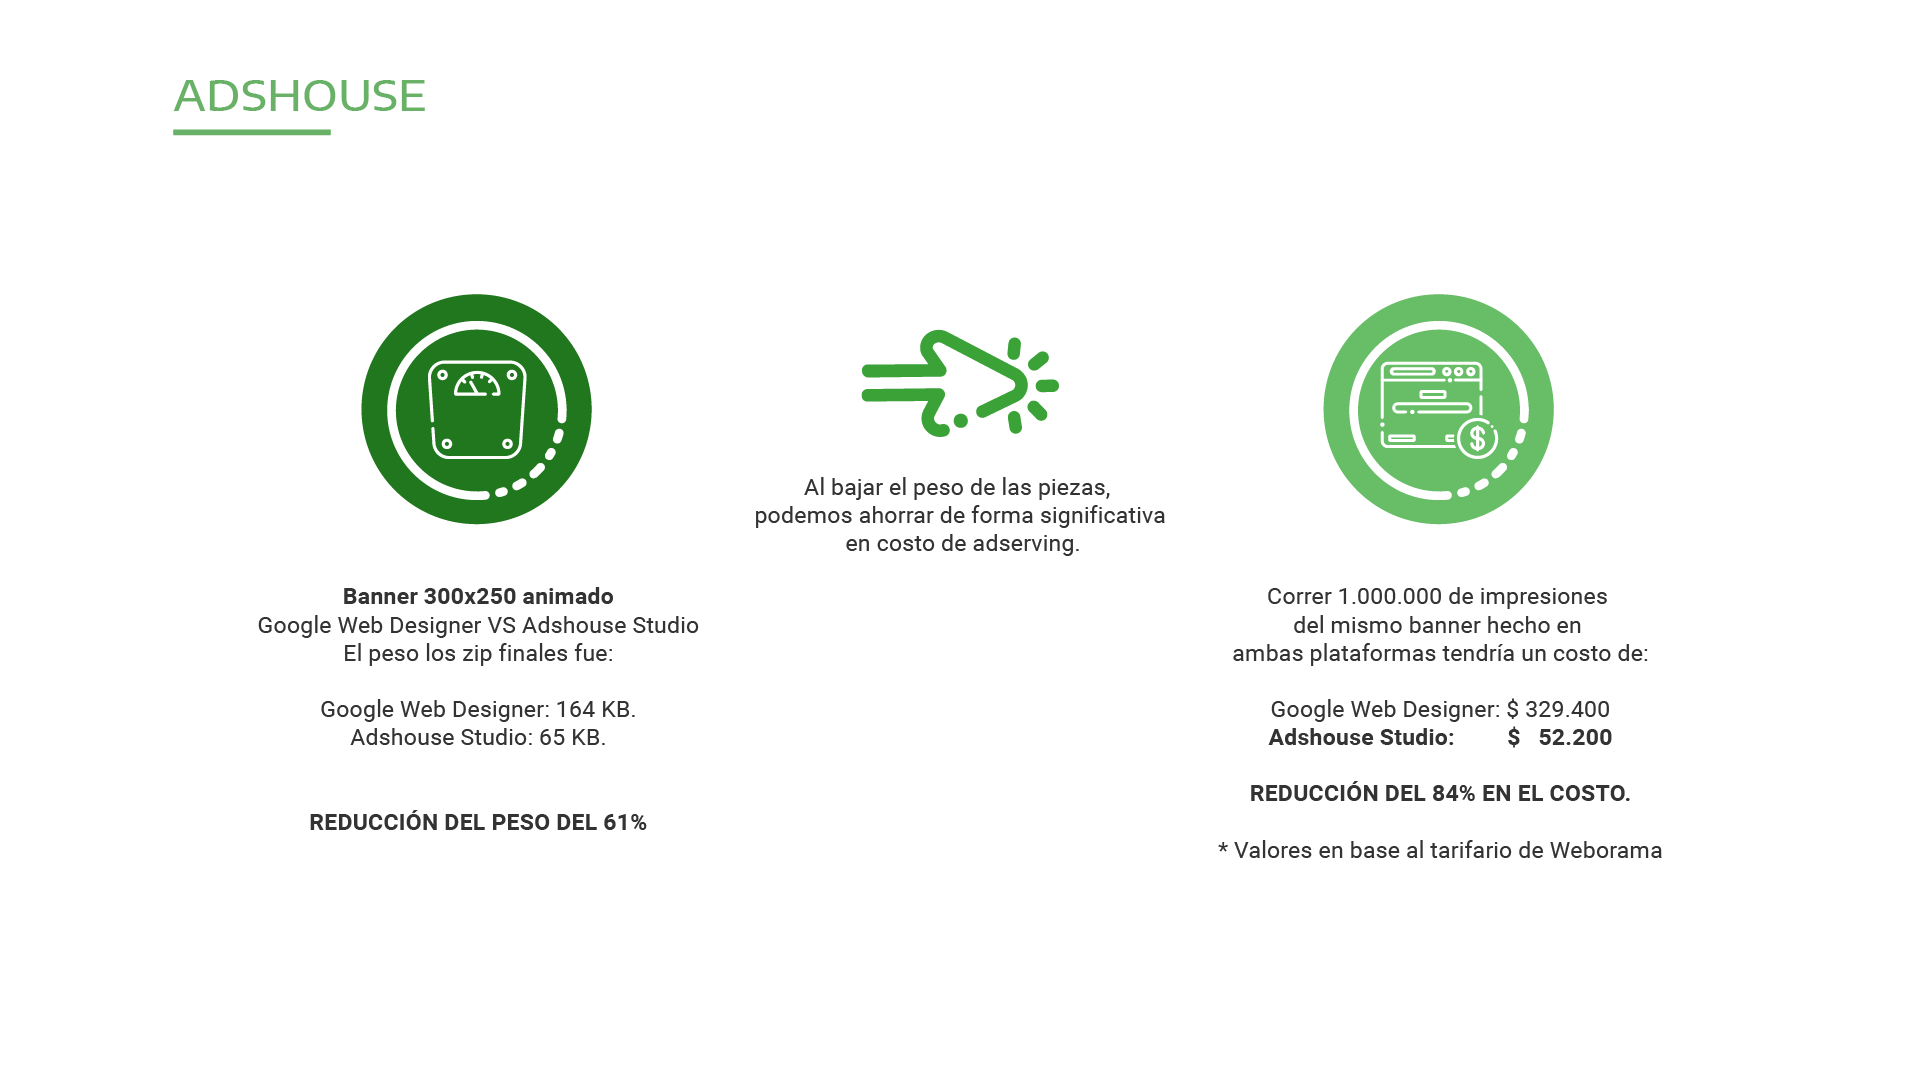 ADSHOUSE
Banner 300x250 animado
Google Web Designer VS Adshouse Studio
El peso los zip finales fue:
Google Web Designer: 164 KB.
Adshouse Studio: 65 KB.
REDUCCIÓN DEL PESO DEL 61%
Al bajar el peso de las piezas,
podemos ahorrar de forma significativa
en costo de adserving.
$
Correr 1.000.000 de impresiones
del mismo banner hecho en
ambas plataformas tendría un costo de:
Google Web Designer: $ 329.400
Adshouse Studio: $ 52.200
REDUCCIÓN DEL 84% EN EL COSTO.
* Valores en base al tarifario de Weborama